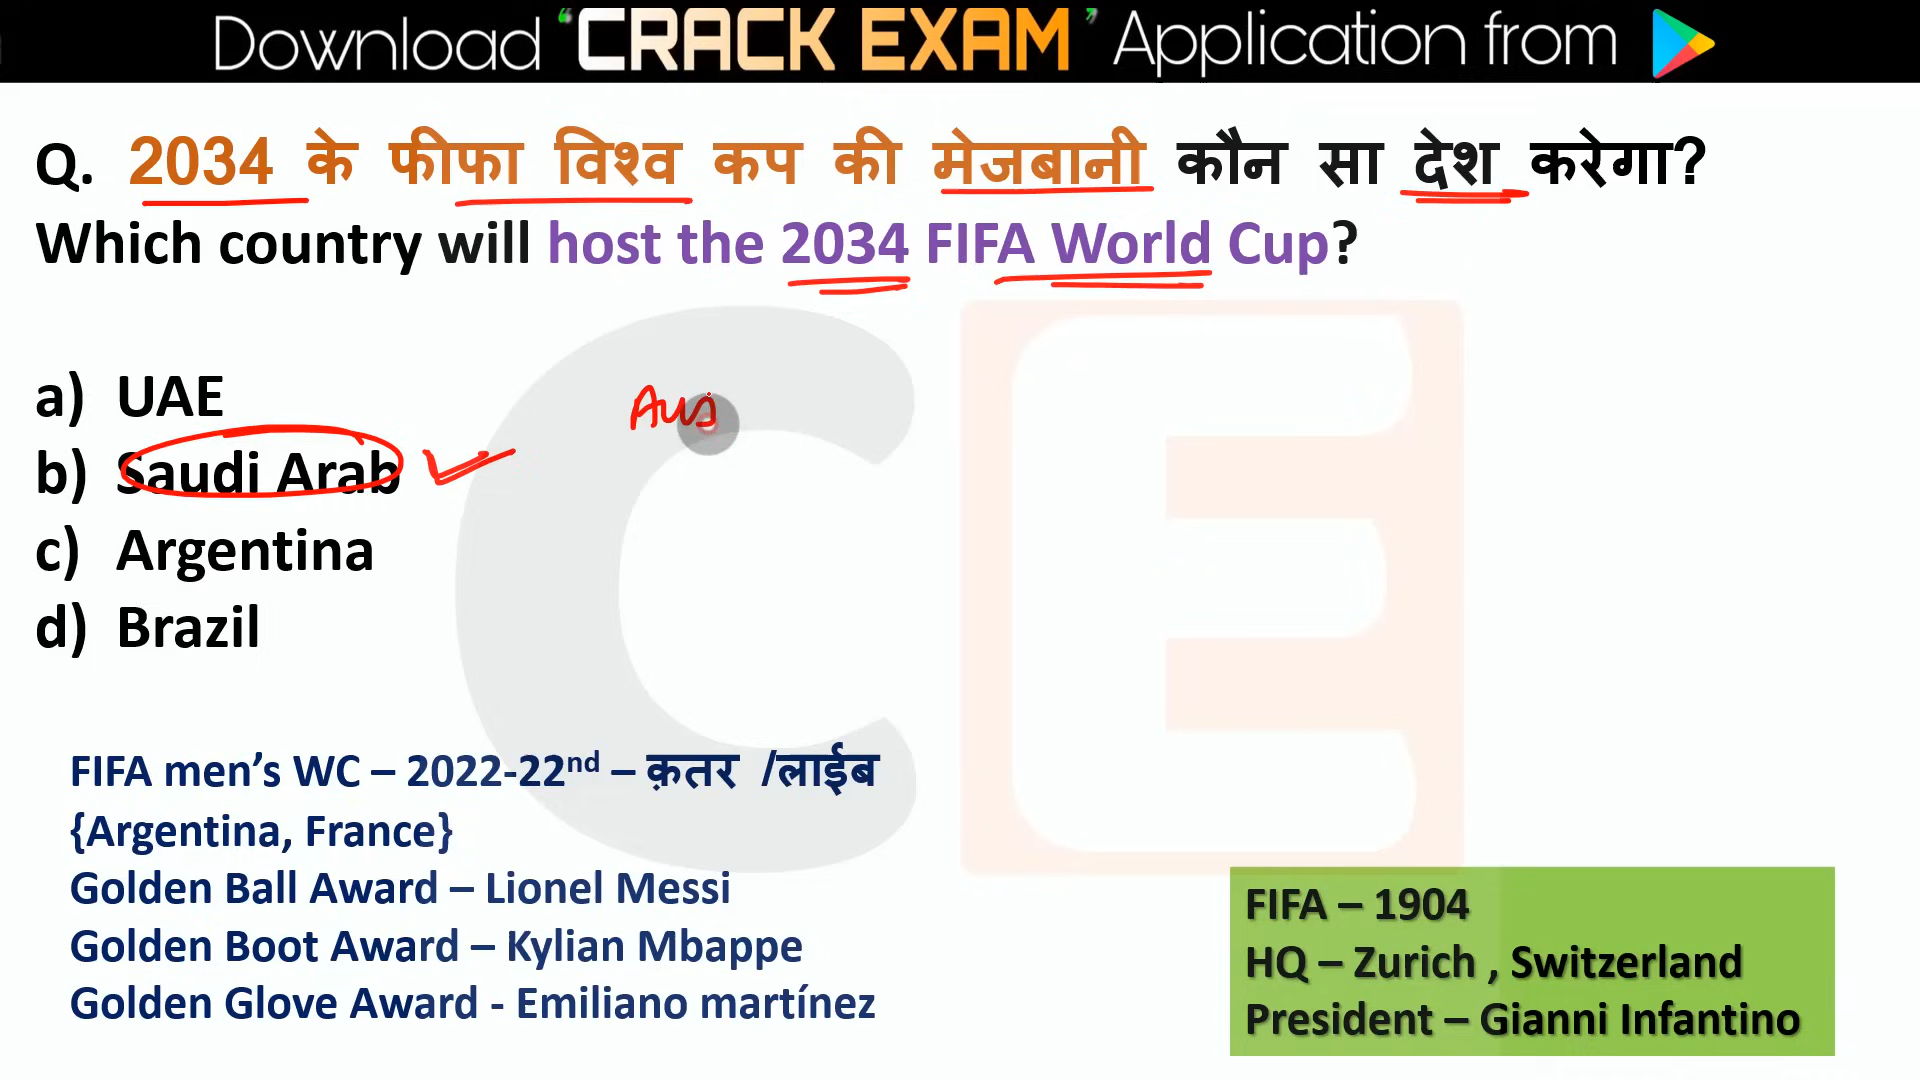 Download ‘CRACK EXAM’ Application from
Q. 2034 के फीफा विश्व कप की मेजबानी कौन सा देश करेगा?
Which country will host the 2034 FIFA World Cup?
a) UAE
Aus
b) Saudi Arab
c) Argentina
d) Brazil
CE
FIFA men’s WC – 2022-22nd – क़तर /लाईब
{Argentina, France}
Golden Ball Award – Lionel Messi
Golden Boot Award – Kylian Mbappe
Golden Glove Award - Emiliano martínez
FIFA – 1904
HQ – Zurich , Switzerland
President – Gianni Infantino